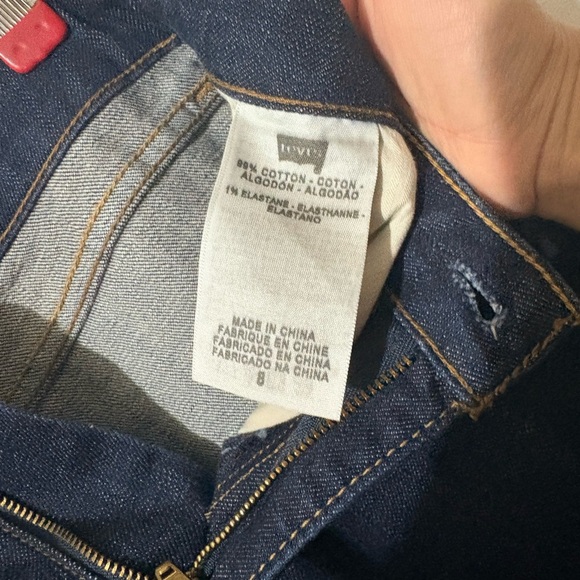 Levi's
99% COTTON - COTON -
ALGODON - ALGODÃO
1% ELASTANE - ELASTHANNE -
ELASTANO
MADE IN CHINA
FABRIQUE EN CHINE
FABRICADO EN CHINA
FABRICADO NA CHINA
8